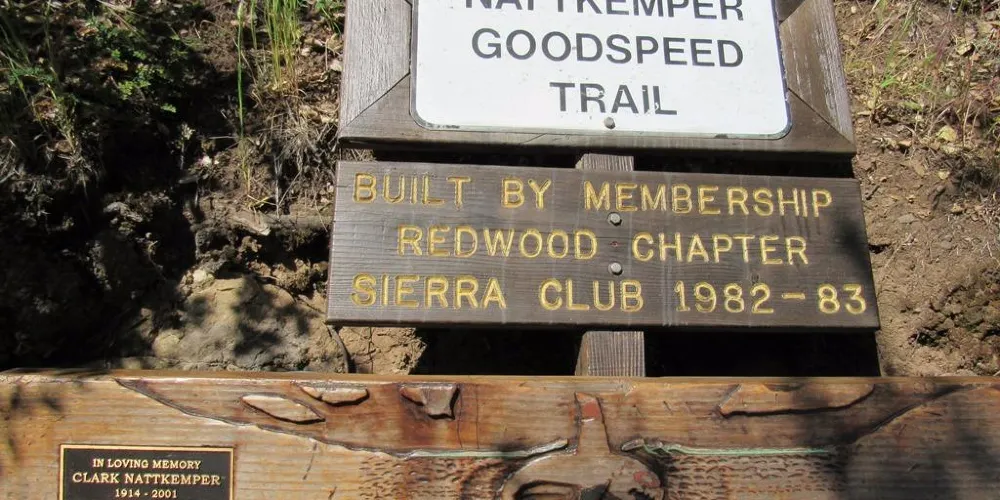 NATTKEMPER
GOODSPEED
TRAIL
BUILT BY MEMBERSHIP
REDWOOD CHAPTER
SIERRA CLUB 1982-83
IN LOVING MEMORY
CLARK NATTKEMPER
1914 - 2001